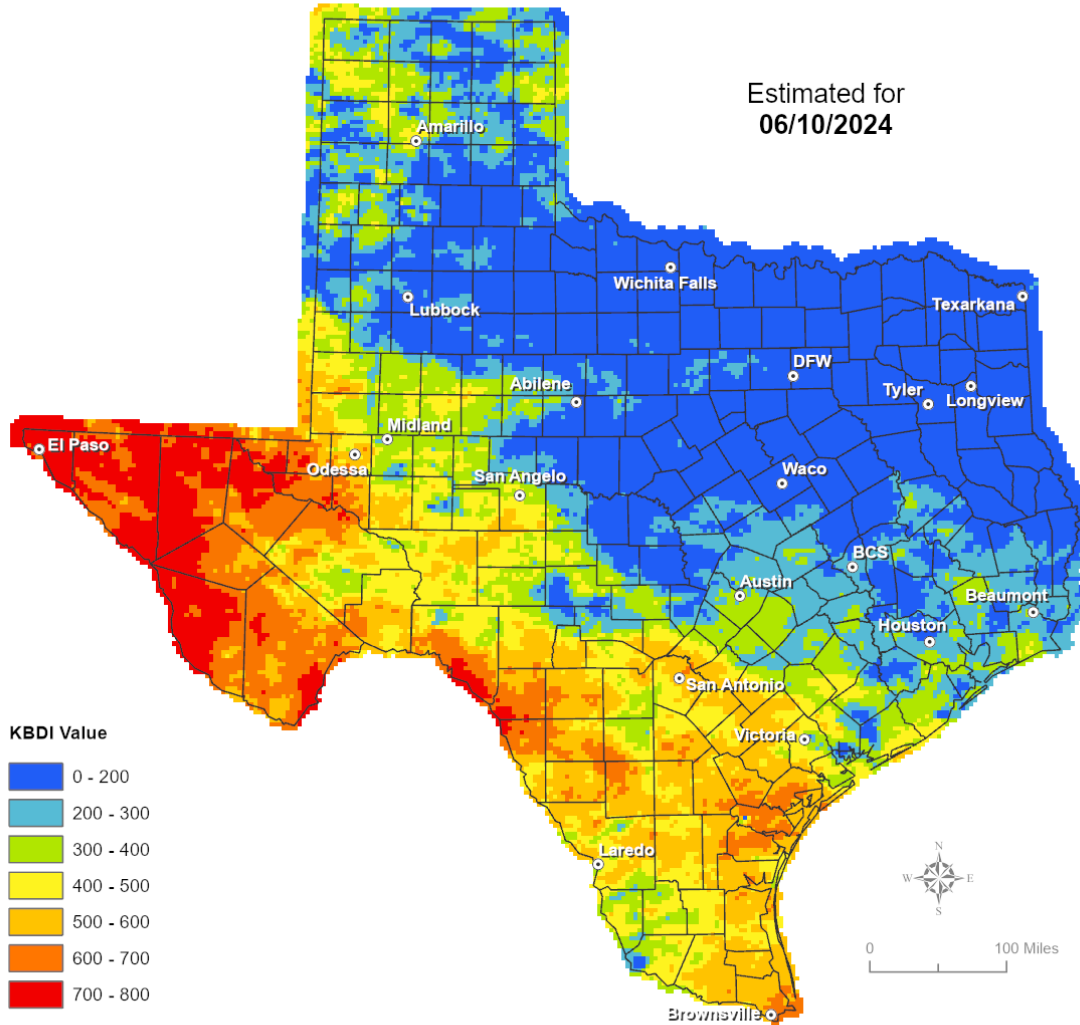 Estimated for
06/10/2024
Amarillo
Wichita Falls
Lubbock
Texarkana
DFW
Abilene
Tyler
Longview
Midland
El Paso
Odessa
San Angelo
Waco
BCS
Austin
Beaumont
Houston
San Antonio
Victoria
KBDI Value
0 - 200
200 - 300
300 - 400
400 - 500
500 - 600
600 - 700
700 - 800
Laredo
N
W
E
S
0
100 Miles
Brownsville